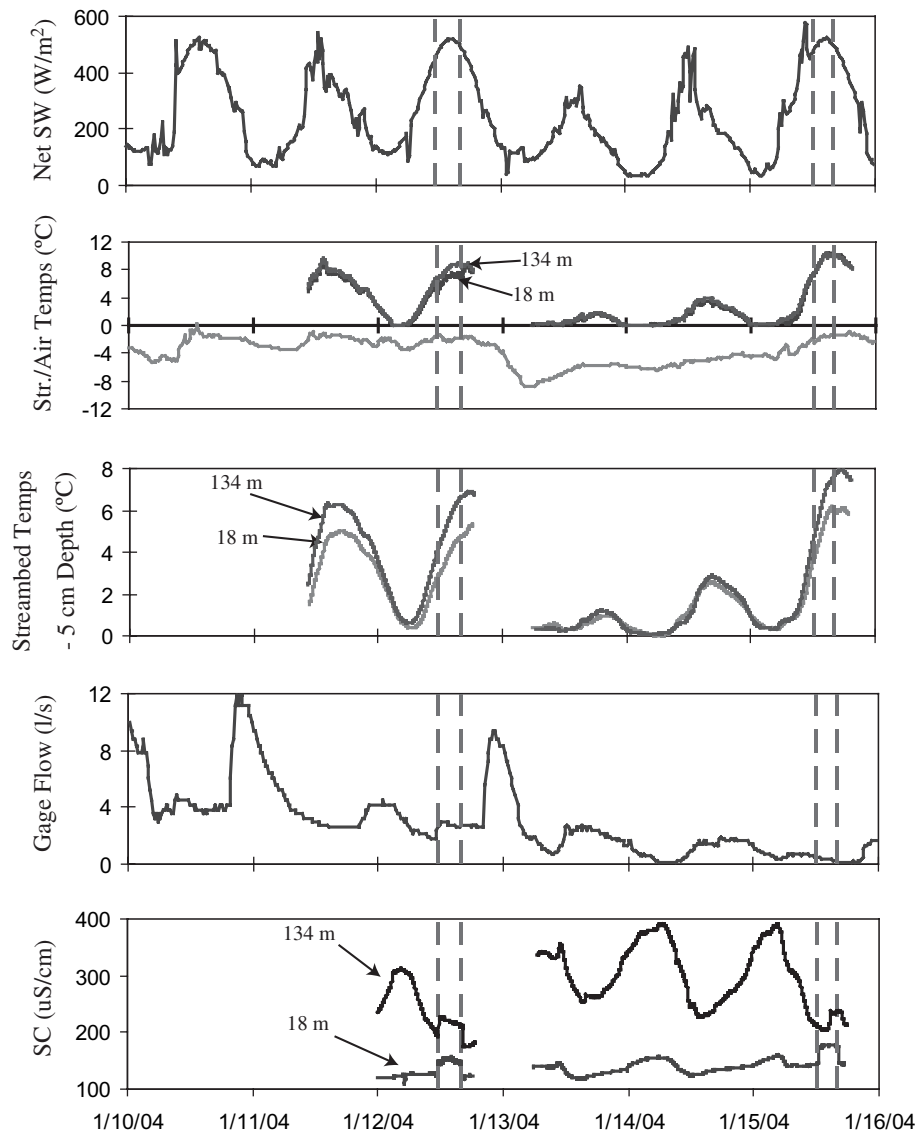 600
400
200
0
Net SW (W/m²)
12
8
4
0
-4
-8
-12
Str./Air Temps (ºC)
134 m
18 m
8
6
4
2
0
Streambed Temps
- 5 cm Depth (ºC)
134 m
18 m
12
8
4
0
Gage Flow (l/s)
400
300
200
100
SC (uS/cm)
134 m
18 m
1/10/04 1/11/04 1/12/04 1/13/04 1/14/04 1/15/04 1/16/04